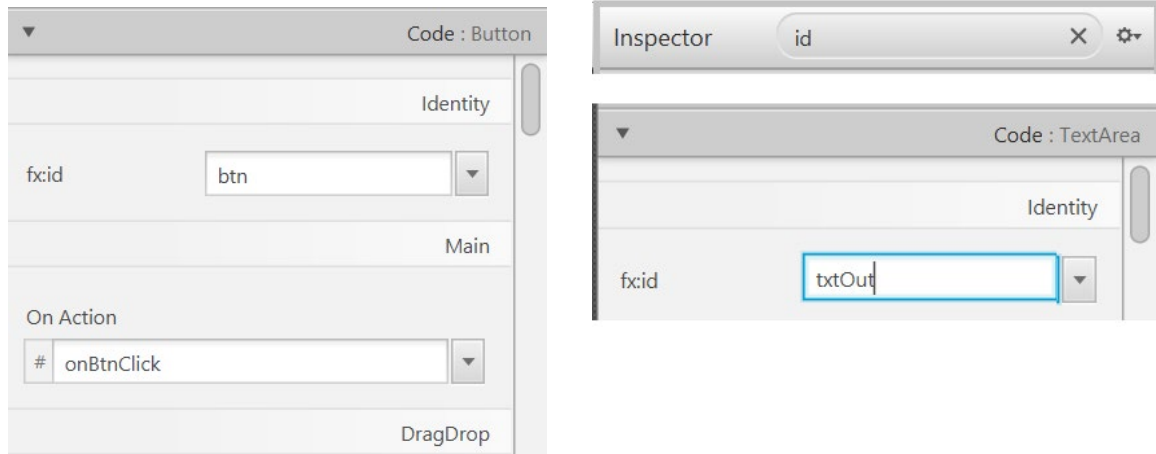 Code : Button
Identity
fx:id btn
Main
On Action
# onBtnClick
DragDrop
Inspector id
Code : TextArea
Identity
fx:id txtOut